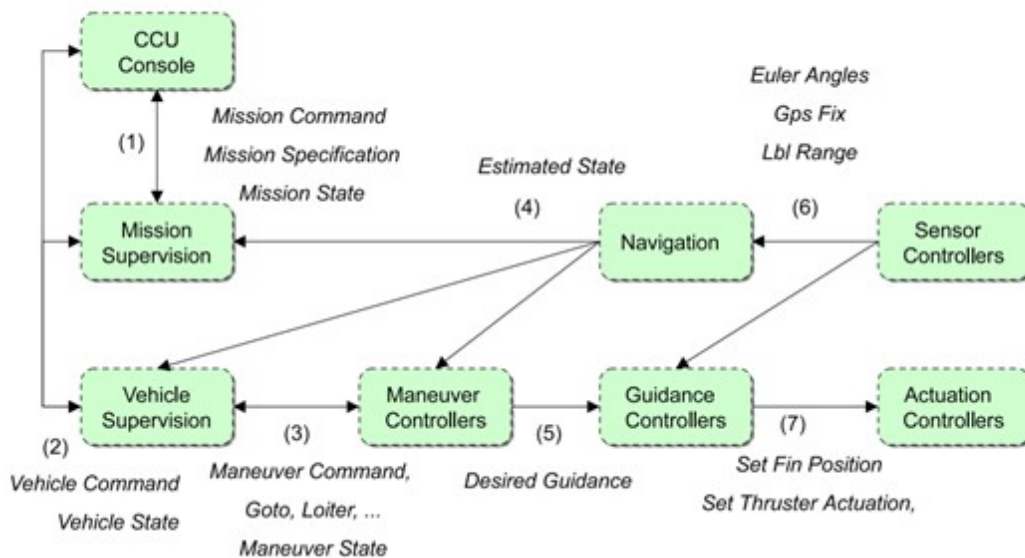 CCU
Console
(1)
Mission Command
Mission Specification
Mission State
Euler Angles
Gps Fix
Lbl Range
Estimated State
(4)
(6)
Mission
Supervision
Navigation
Sensor
Controllers
Vehicle
Supervision
Maneuver
Controllers
Guidance
Controllers
Actuation
Controllers
(2)
Vehicle Command
Vehicle State
(3)
Maneuver Command,
Goto, Loiter, ...
Maneuver State
(5)
Desired Guidance
(7)
Set Fin Position
Set Thruster Actuation,